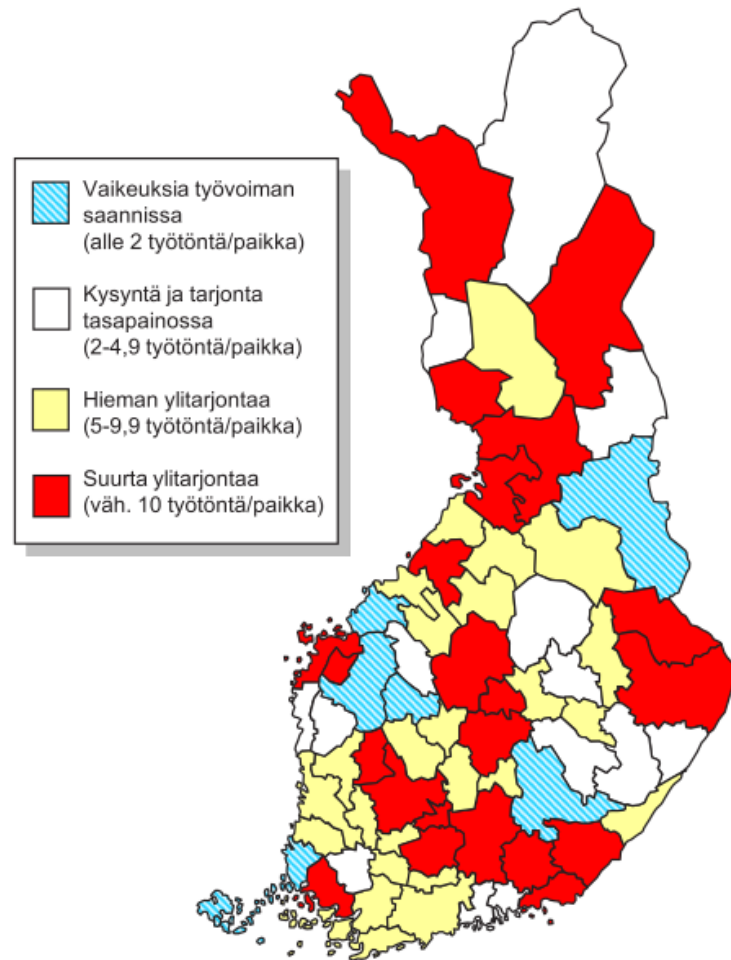 Vaikeuksia työvoiman
saannissa
(alle 2 työtöntä/paikka)
Kysyntä ja tarjonta
tasapainossa
(2-4,9 työtöntä/paikka)
Hieman ylitarjontaa
(5-9,9 työtöntä/paikka)
Suurta ylitarjontaa
(väh. 10 työtöntä/paikka)